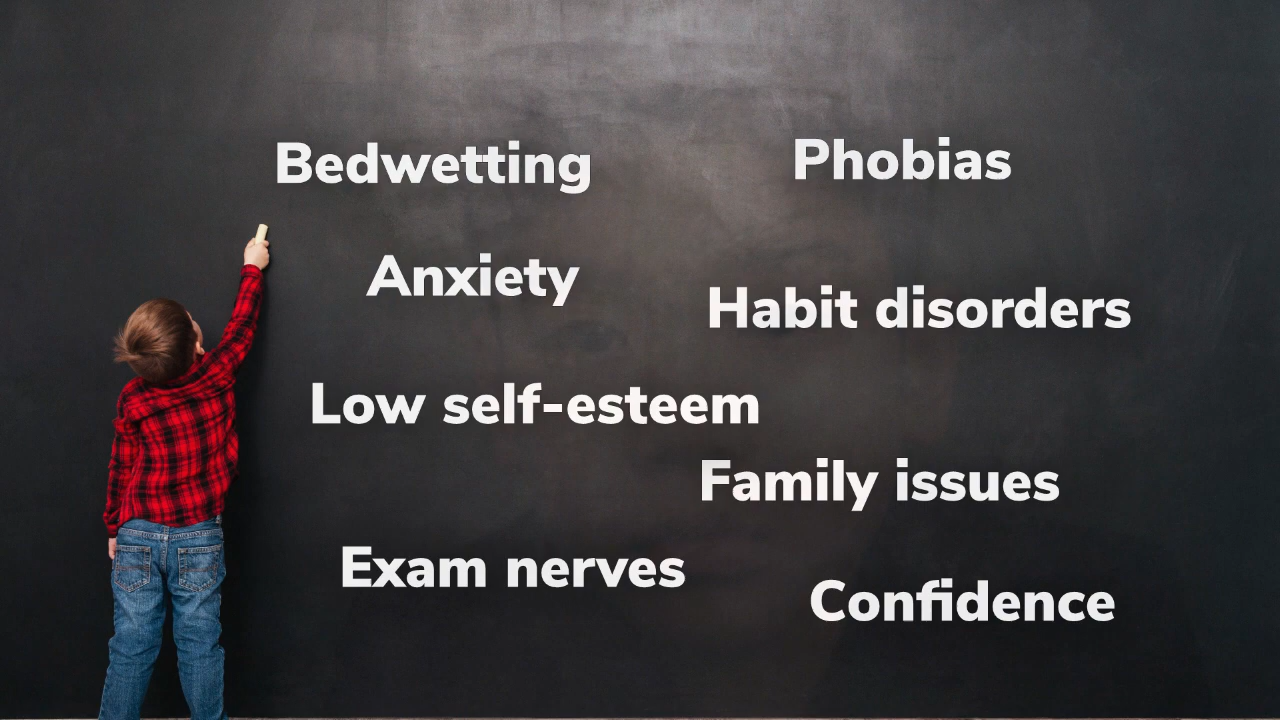 Bedwetting
Phobias
Anxiety
Habit disorders
Low self-esteem
Family issues
Exam nerves
Confidence